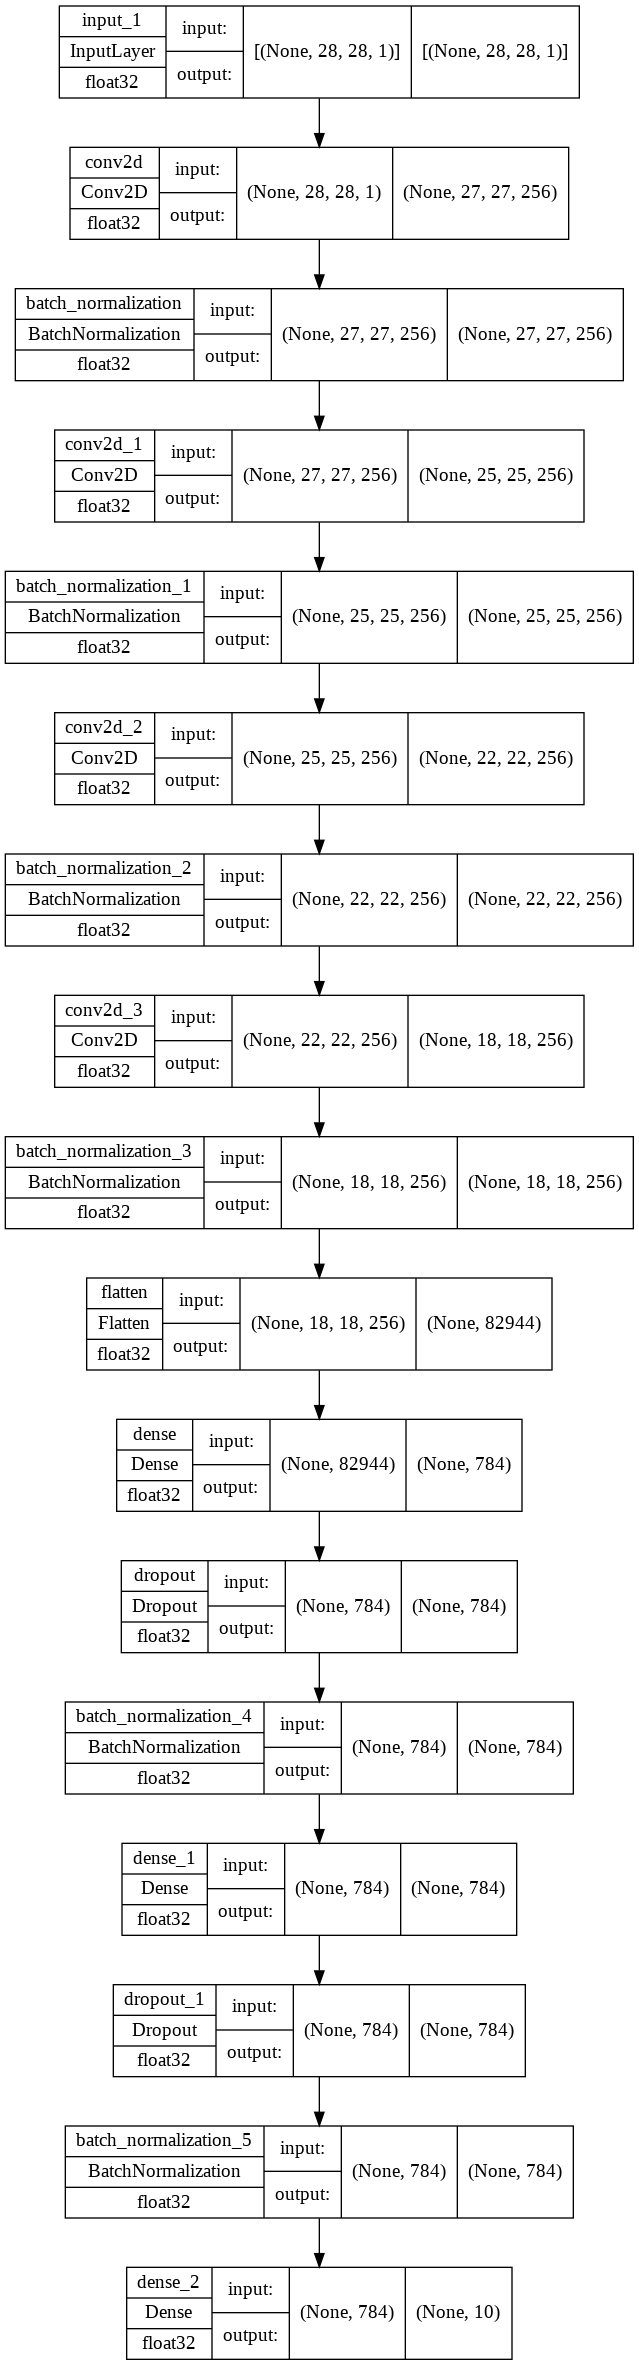 input_1
InputLayer
float32
input:
output:
[(None, 28, 28, 1)]
[(None, 28, 28, 1)]
conv2d
Conv2D
float32
input:
output:
(None, 28, 28, 1)
(None, 27, 27, 256)
batch_normalization
BatchNormalization
float32
input:
output:
(None, 27, 27, 256)
(None, 27, 27, 256)
conv2d_1
Conv2D
float32
input:
output:
(None, 27, 27, 256)
(None, 25, 25, 256)
batch_normalization_1
BatchNormalization
float32
input:
output:
(None, 25, 25, 256)
(None, 25, 25, 256)
conv2d_2
Conv2D
float32
input:
output:
(None, 25, 25, 256)
(None, 22, 22, 256)
batch_normalization_2
BatchNormalization
float32
input:
output:
(None, 22, 22, 256)
(None, 22, 22, 256)
conv2d_3
Conv2D
float32
input:
output:
(None, 22, 22, 256)
(None, 18, 18, 256)
batch_normalization_3
BatchNormalization
float32
input:
output:
(None, 18, 18, 256)
(None, 18, 18, 256)
flatten
Flatten
float32
input:
output:
(None, 18, 18, 256)
(None, 82944)
dense
Dense
float32
input:
output:
(None, 82944)
(None, 784)
dropout
Dropout
float32
input:
output:
(None, 784)
(None, 784)
batch_normalization_4
BatchNormalization
float32
input:
output:
(None, 784)
(None, 784)
dense_1
Dense
float32
input:
output:
(None, 784)
(None, 784)
dropout_1
Dropout
float32
input:
output:
(None, 784)
(None, 784)
batch_normalization_5
BatchNormalization
float32
input:
output:
(None, 784)
(None, 784)
dense_2
Dense
float32
input:
output:
(None, 784)
(None, 10)